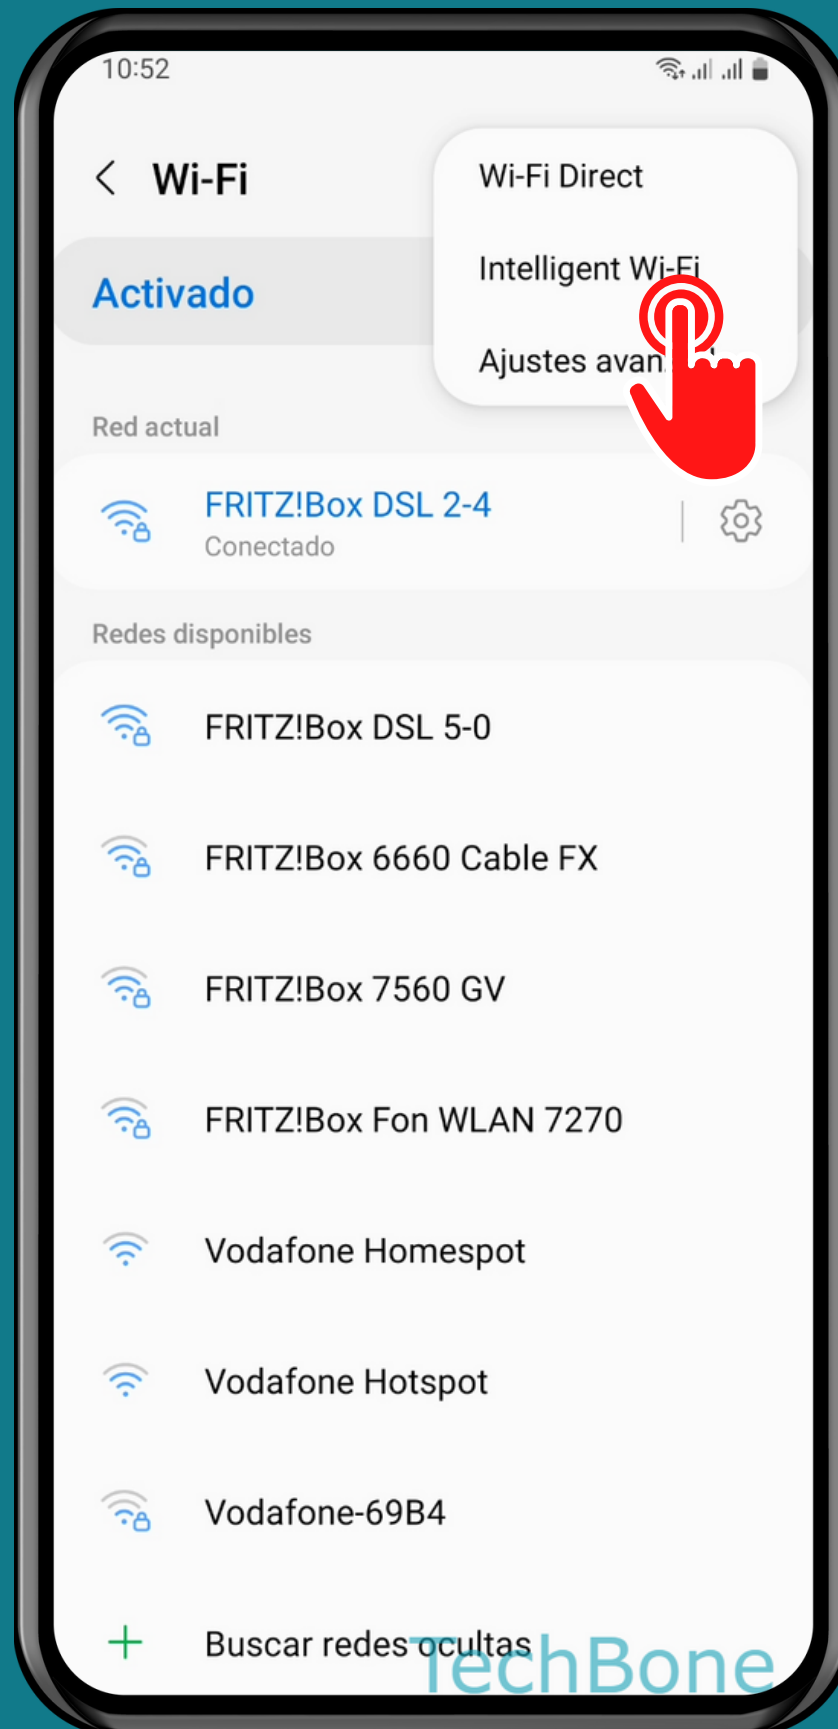 10:52
Wi-Fi
Wi-Fi Direct
Intelligent Wi-Fi
Activado
Ajustes
Red actual
FRITZ!Box DSL 2-4
Conectado
Redes disponibles
FRITZ!Box DSL 5-0
FRITZ!Box 6660 Cable FX
FRITZ!Box 7560 GV
FRITZ!Box Fon WLAN 7270
Vodafone Homespot
Vodafone Hotspot
Vodafone-69B4
Buscar redes ocultas
TechBone